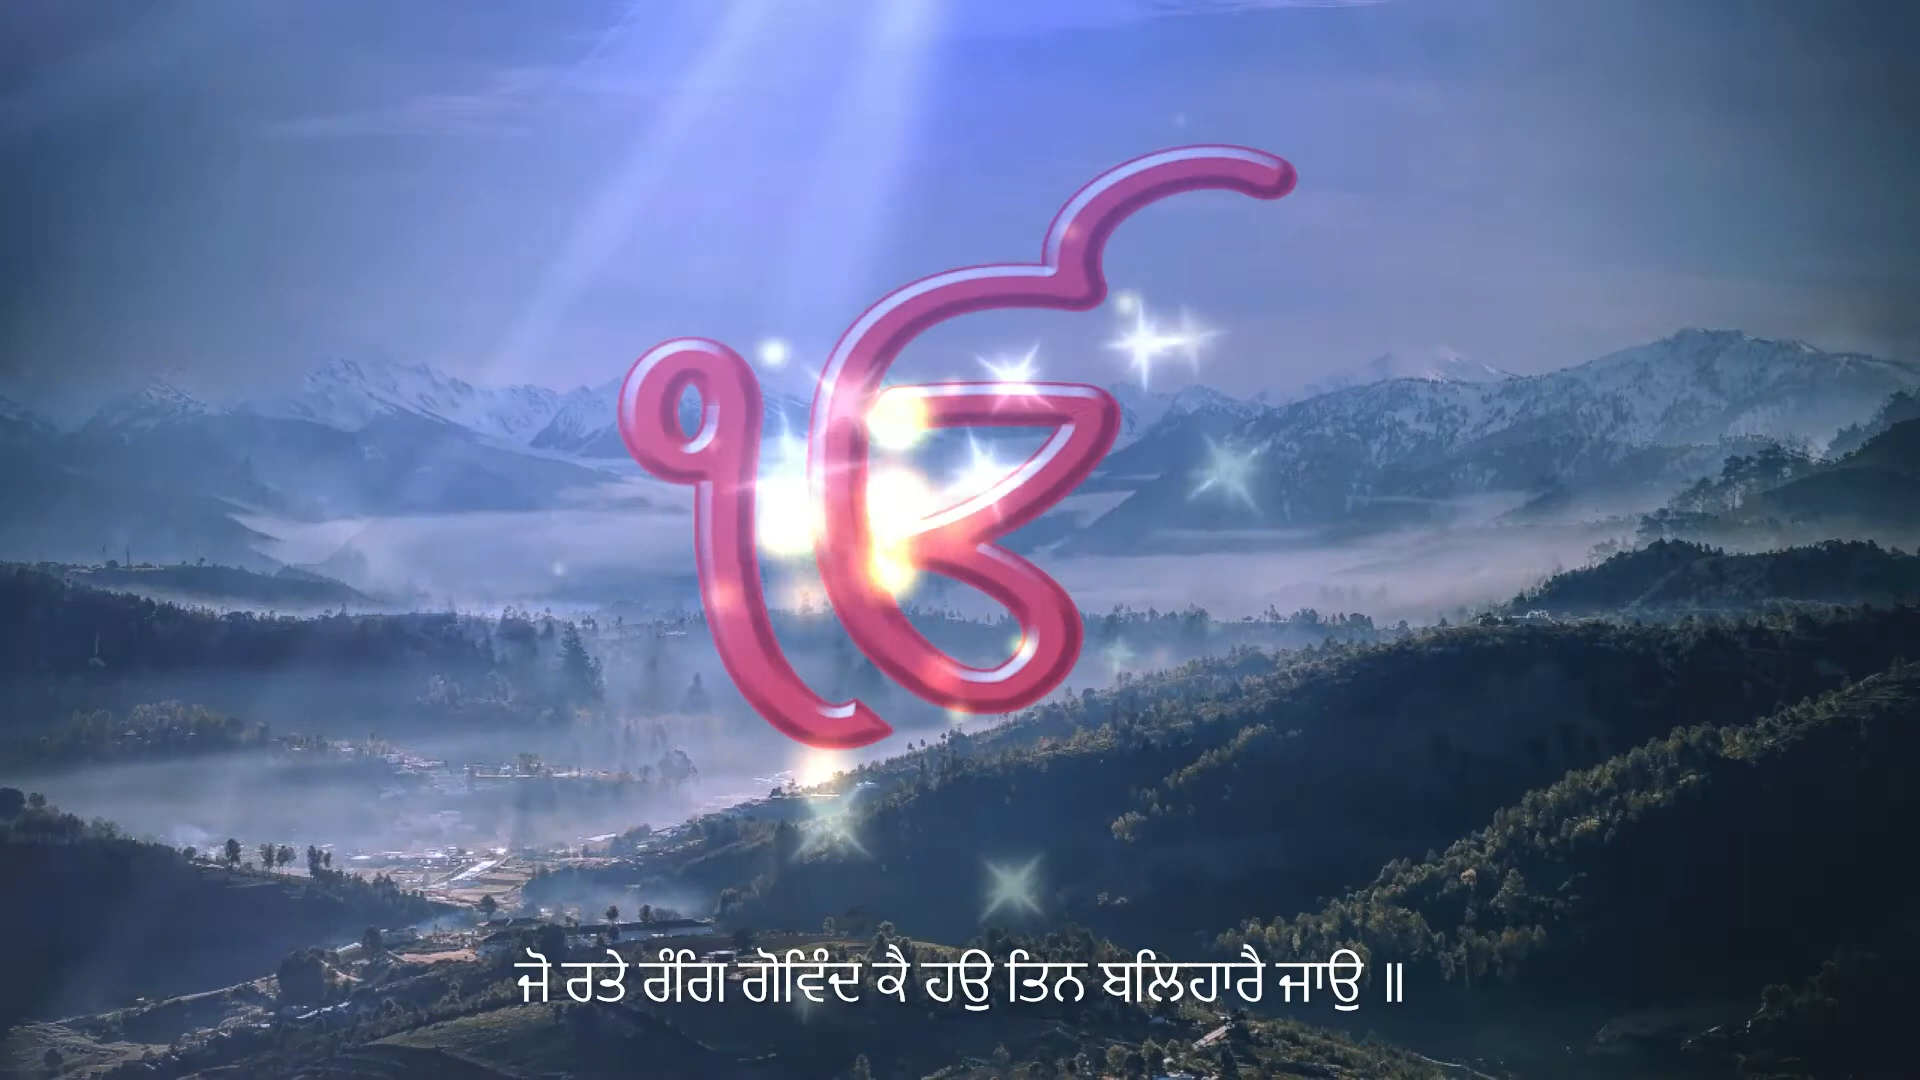 ੴ
ਜੋ ਰਤੇ ਰੰਗਿ ਗੋਵਿੰਦ ਕੈ ਹਉ ਤਿਨ ਬਲਿਹਾਰੈ ਜਾਉ ॥